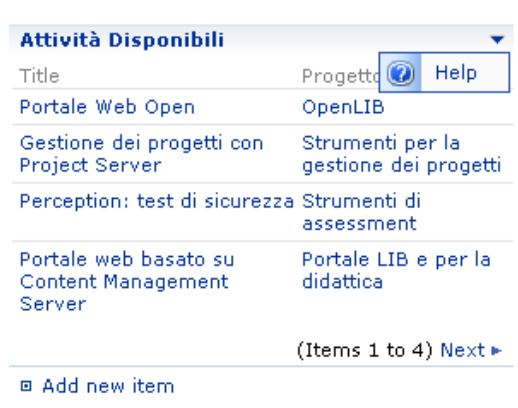 Attività Disponibili
Title Progetto Help
Portale Web Open OpenLIB
Gestione dei progetti con Strumenti per la
Project Server gestione dei progetti
Perception: test di sicurezza Strumenti di
assessment
Portale web basato su Portale LIB e per la
Content Management didattica
Server
(Items 1 to 4) Next
Add new item